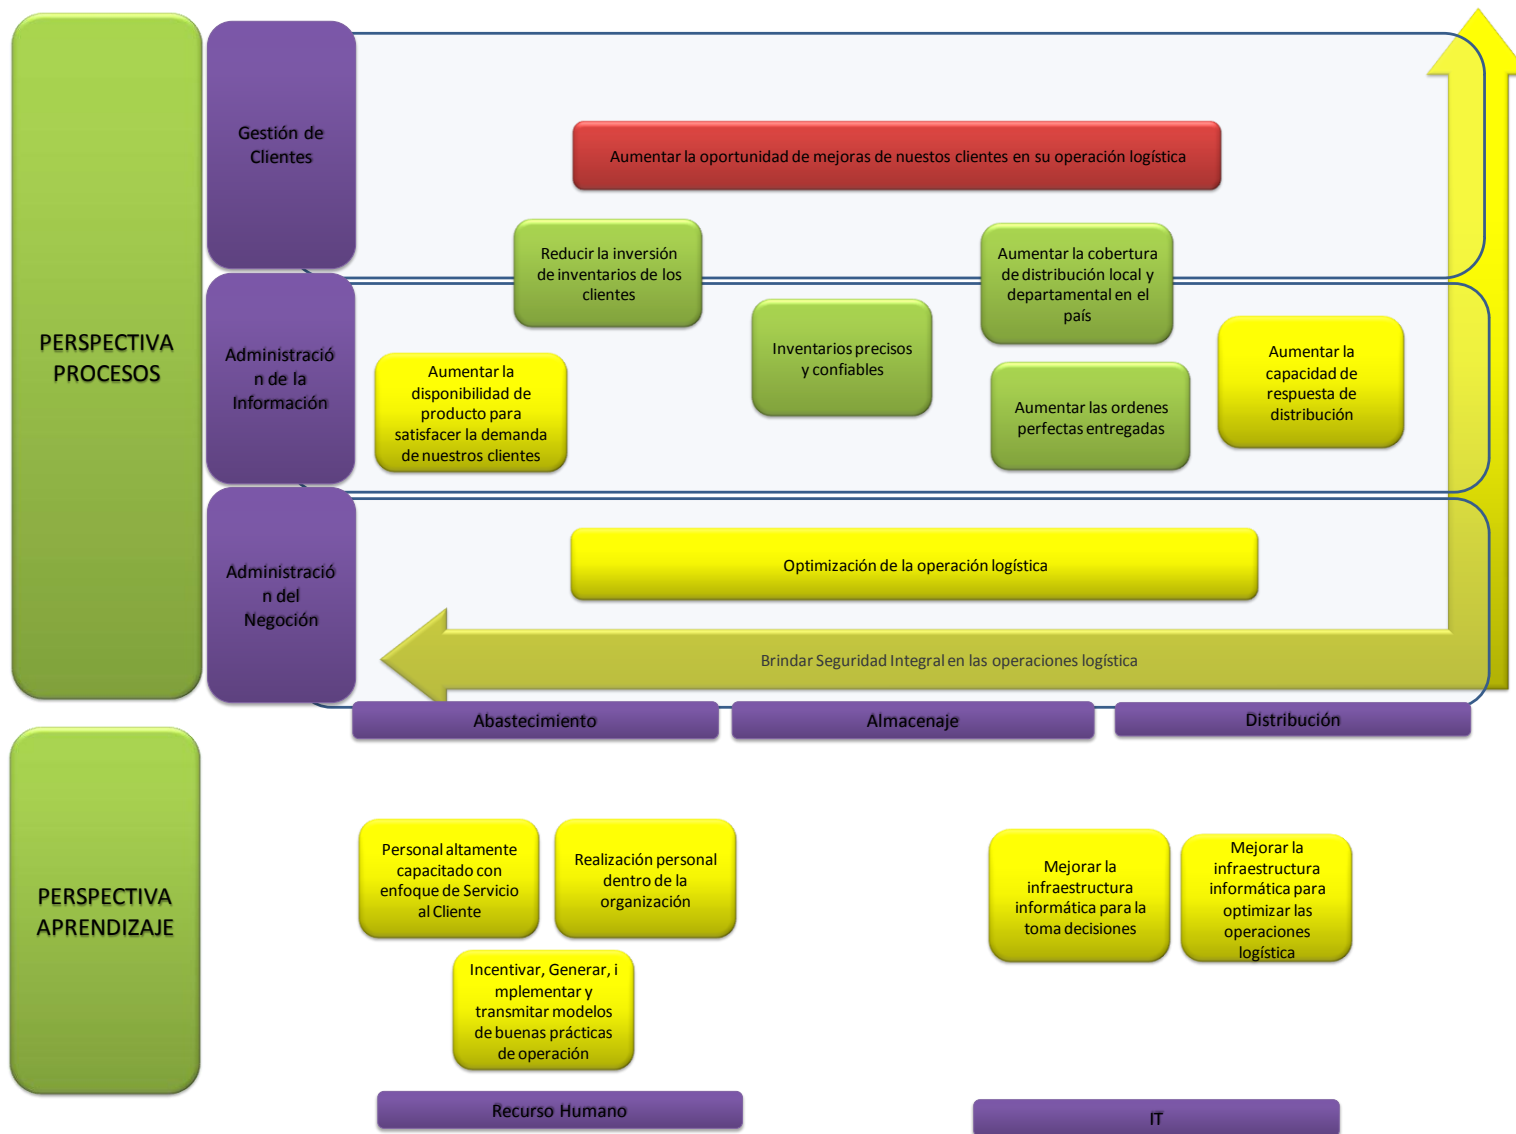 Gestión de
Clientes
Aumentar la oportunidad de mejoras de nuestos clientes en su operación logística
Reducir la inversión
de inventarios de los
clientes
Aumentar la cobertura
de distribución local y
departamental en el
país
PERSPECTIVA
PROCESOS
Administració
n de la
Información
Aumentar la
disponibilidad de
producto para
satisfacer la demanda
de nuestros clientes
Inventarios precisos
y confiables
Aumentar las ordenes
perfectas entregadas
Aumentar la
capacidad de
respuesta de
distribución
Administració
n del
Negoción
Optimización de la operación logística
Brindar Seguridad Integral en las operaciones logística
Abastecimiento
Almacenaje
Distribución
PERSPECTIVA
APRENDIZAJE
Personal altamente
capacitado con
enfoque de Servicio
al Cliente
Realización personal
dentro de la
organización
Incentivar, Generar, i
mplementar y
transmitar modelos
de buenas prácticas
de operación
Mejorar la
infraestructura
informática para la
toma decisiones
Mejorar la
infraestructura
informática para
optimizar las
operaciones
logística
Recurso Humano
IT